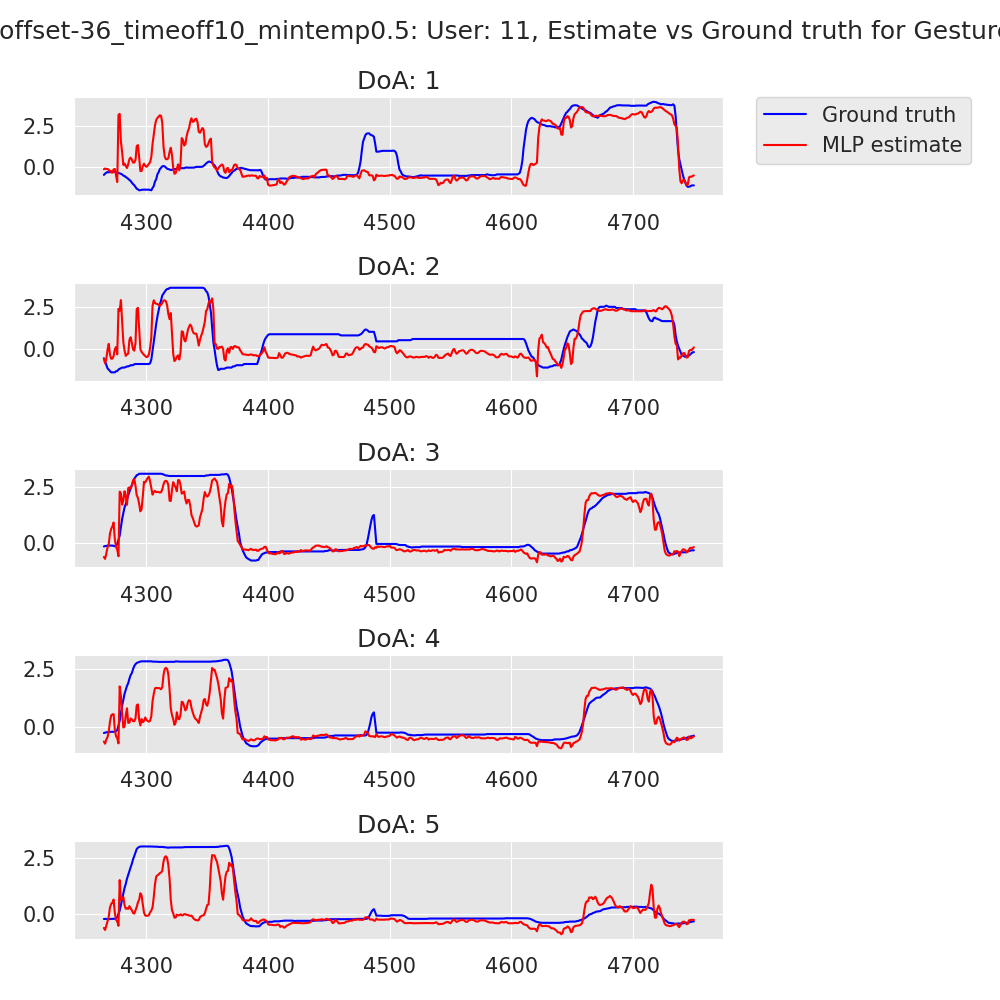 offset-36_timeoff10_mintemp0.5: User: 11, Estimate vs Ground truth for Gesture
DoA: 1
Ground truth
MLP estimate
2.5
0.0
4300 4400 4500 4600 4700
DoA: 2
2.5
0.0
4300 4400 4500 4600 4700
DoA: 3
2.5
0.0
4300 4400 4500 4600 4700
DoA: 4
2.5
0.0
4300 4400 4500 4600 4700
DoA: 5
2.5
0.0
4300 4400 4500 4600 4700